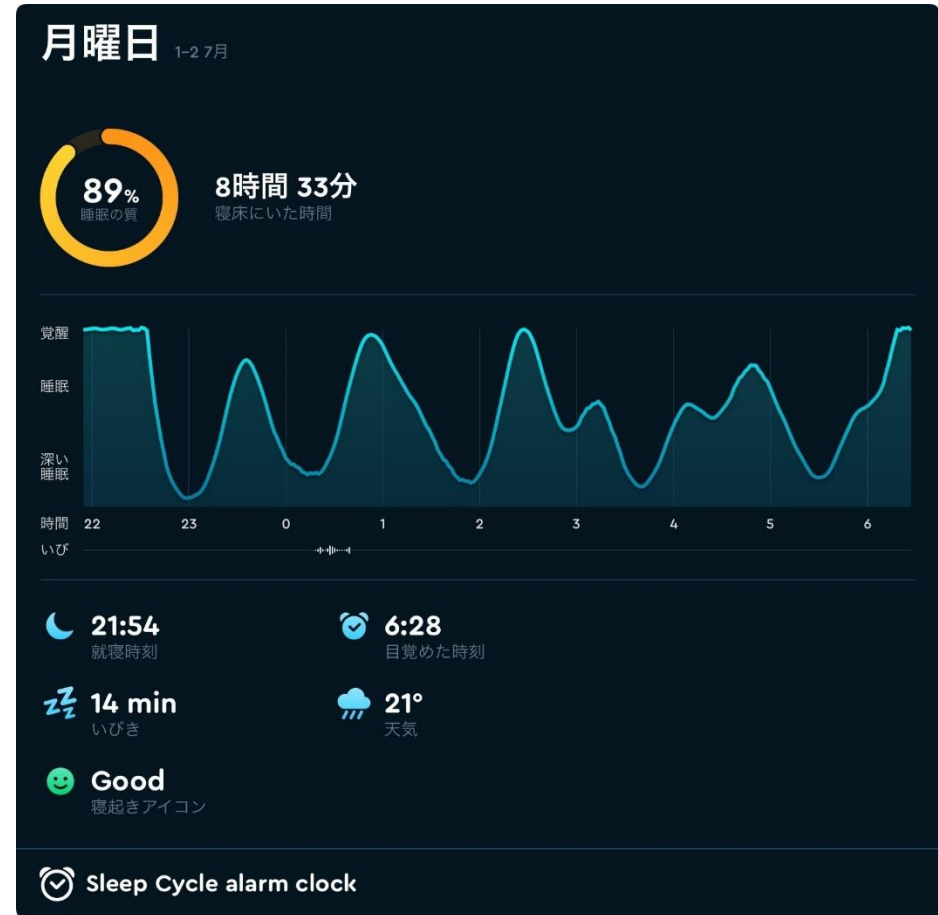 月曜日 1-2 7月
89%
睡眠の質
8時間 33分
寝床にいた時間
覚醒
睡眠
深い
睡眠
時間 22 23 0 1 2 3 4 5 6
いび
21:54
就寝時刻
6:28
目覚めた時刻
14 min
いびき
21°
天気
Good
寝起きアイコン
Sleep Cycle alarm clock